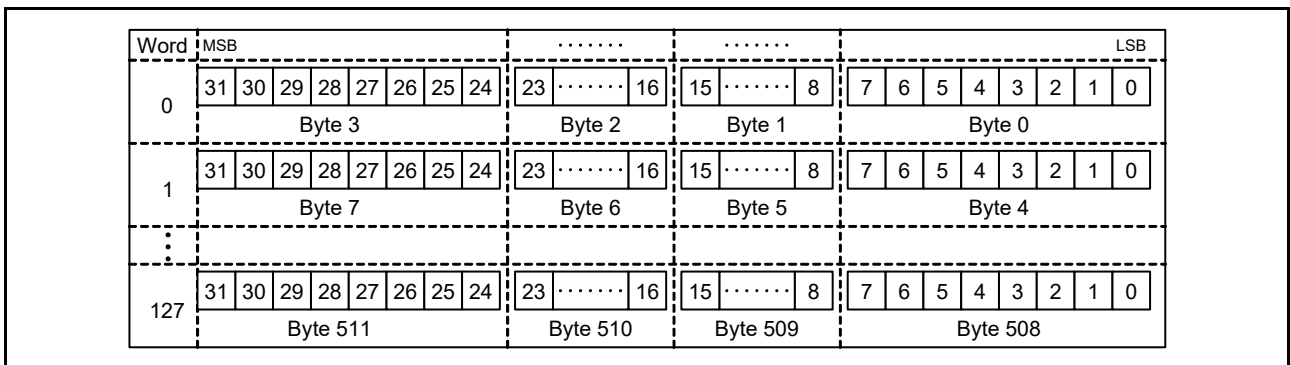 Word MSB ······· ······· LSB
0 31 30 29 28 27 26 25 24 23 ······· 16 15 ······· 8 7 6 5 4 3 2 1 0
Byte 3 Byte 2 Byte 1 Byte 0
1 31 30 29 28 27 26 25 24 23 ······· 16 15 ······· 8 7 6 5 4 3 2 1 0
Byte 7 Byte 6 Byte 5 Byte 4
⋮
127 31 30 29 28 27 26 25 24 23 ······· 16 15 ······· 8 7 6 5 4 3 2 1 0
Byte 511 Byte 510 Byte 509 Byte 508